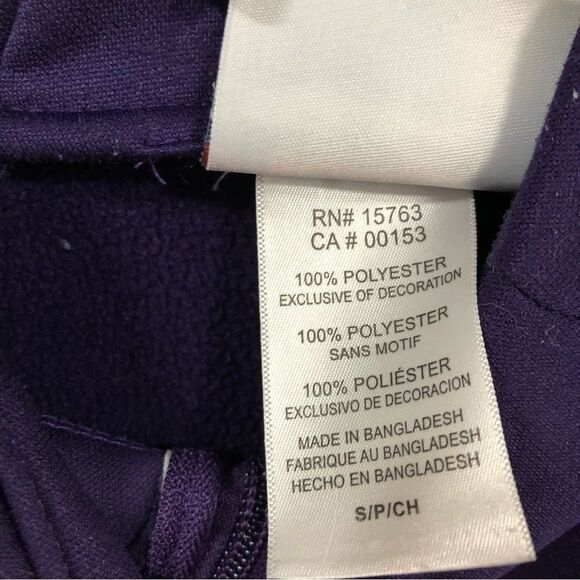 RN# 15763
CA # 00153
100% POLYESTER
EXCLUSIVE OF DECORATION
100% POLYESTER
SANS MOTIF
100% POLIÉSTER
EXCLUSIVO DE DECORACION
MADE IN BANGLADESH
FABRIQUE AU BANGLADESH
HECHO EN BANGLADESH
S/P/CH